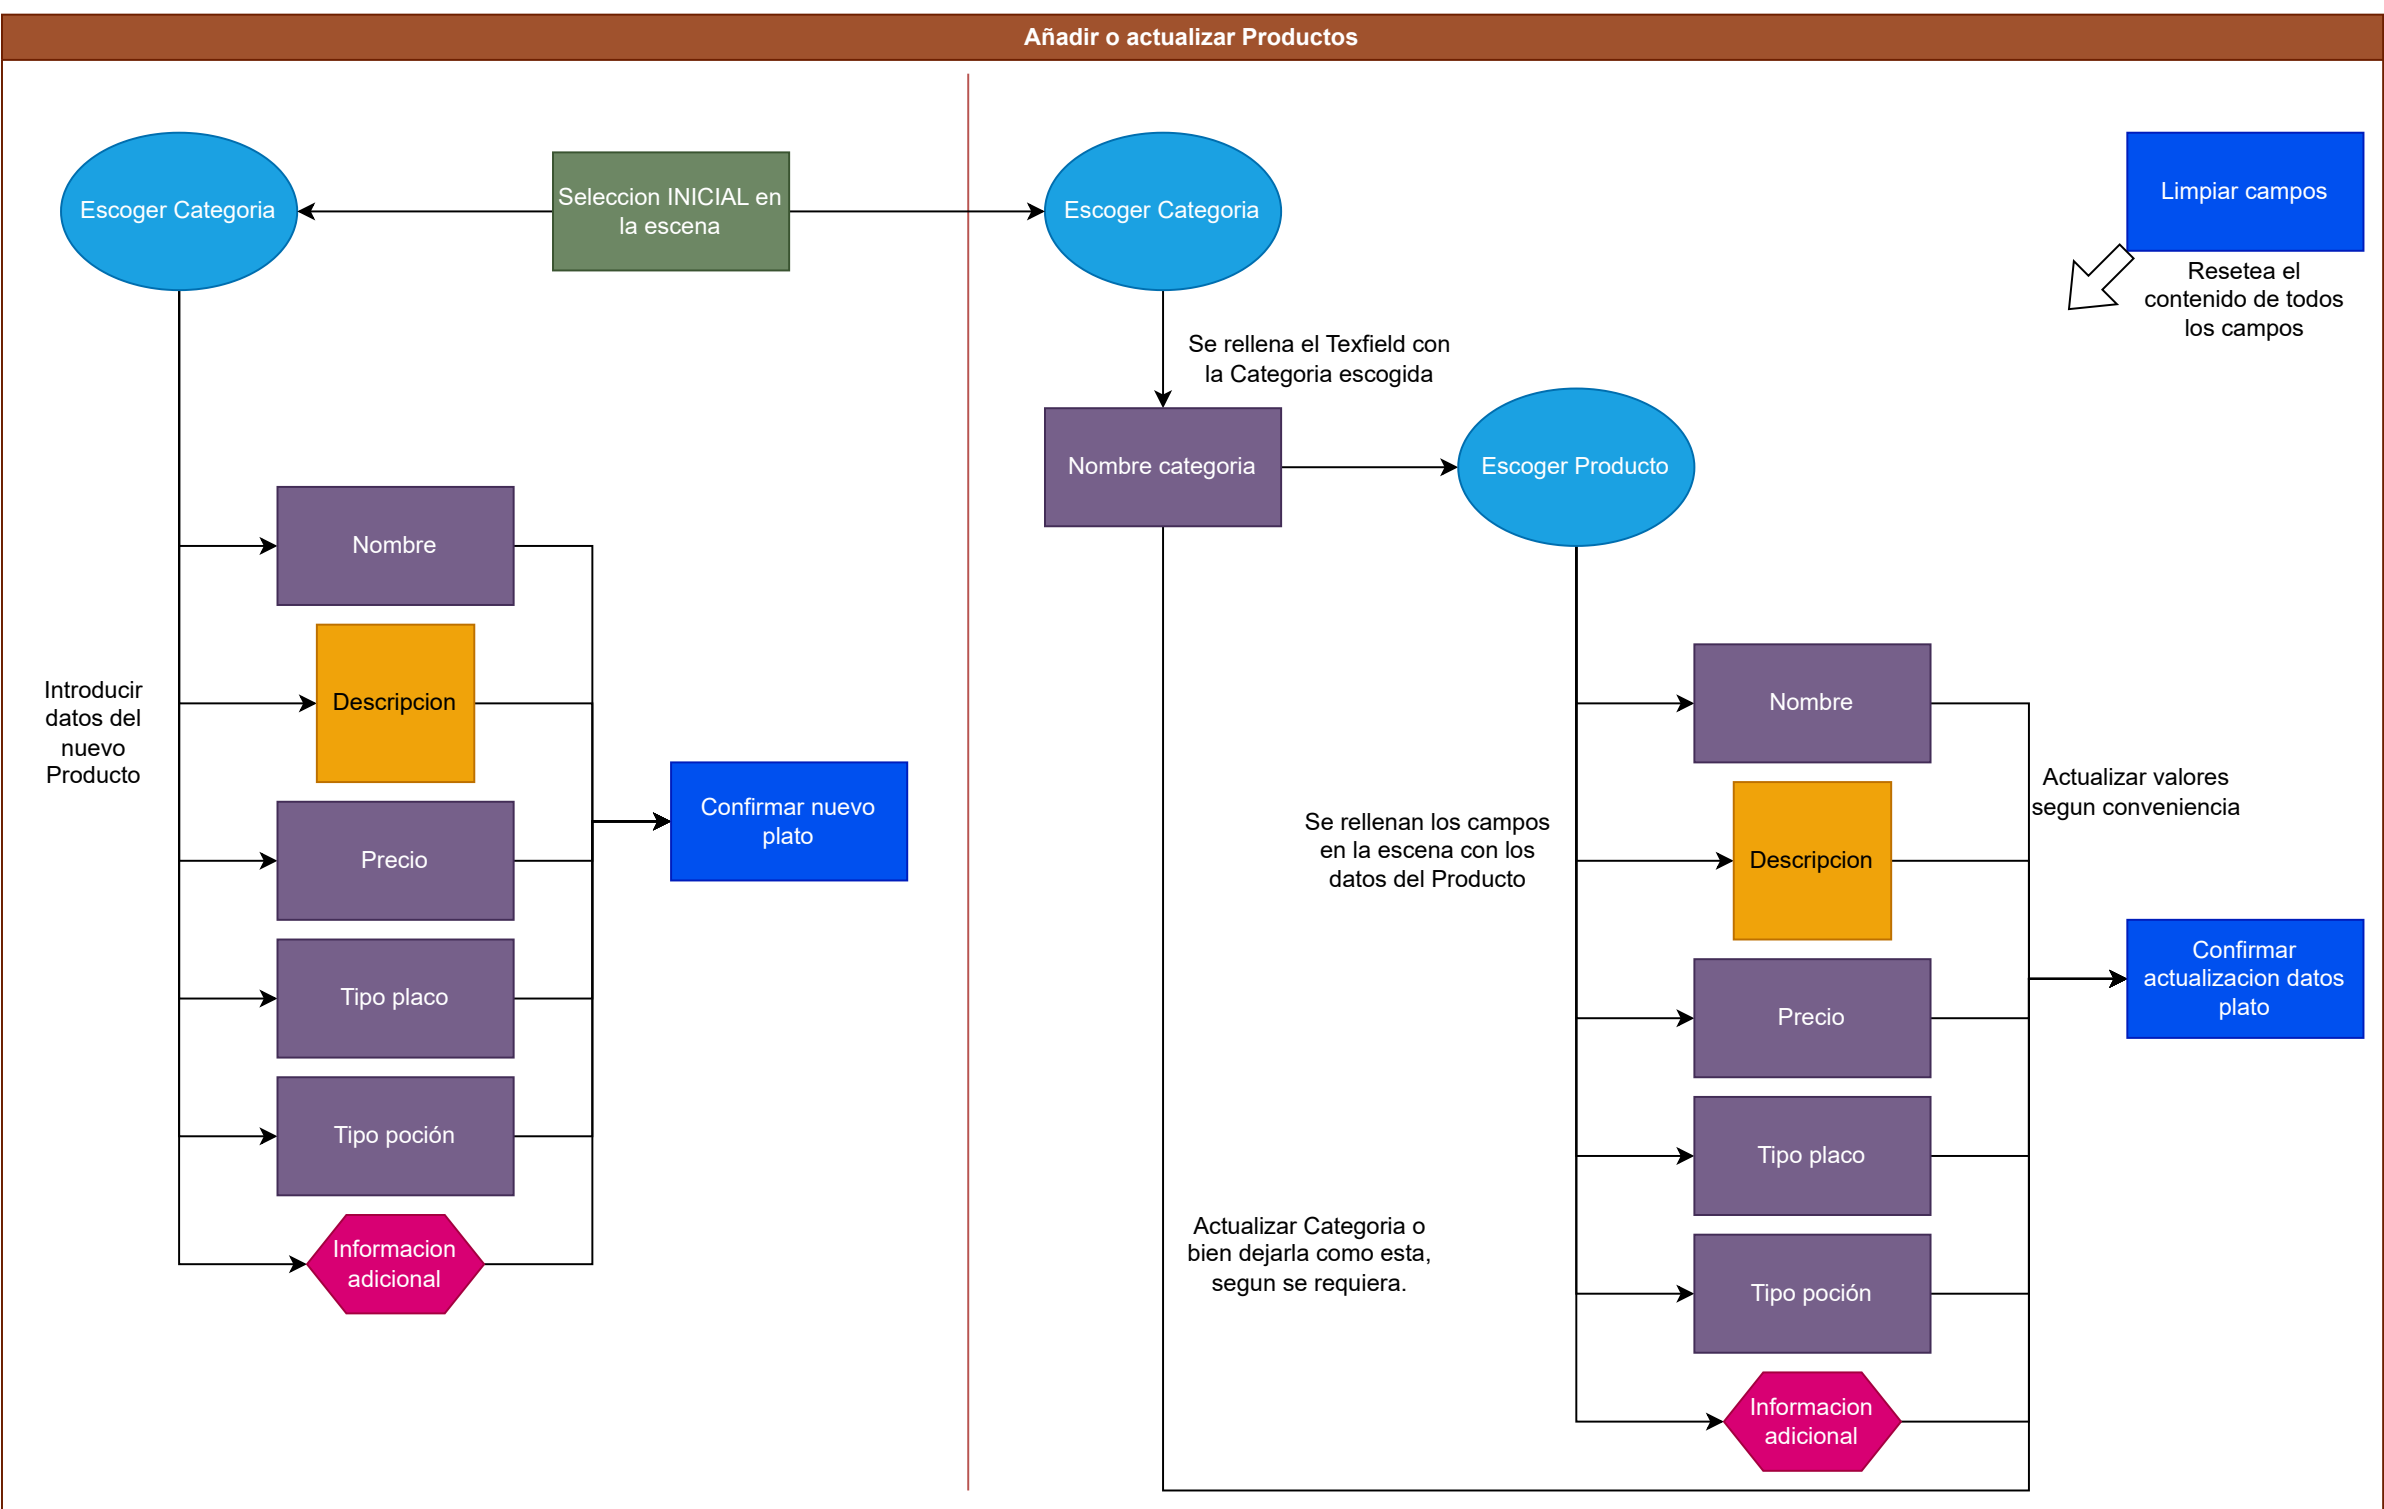 Añadir o actualizar Productos
Escoger Categoria
Seleccion INICIAL en
la escena
Introducir
datos del
nuevo
Producto
Nombre
Descripcion
Precio
Tipo placo
Tipo poción
Informacion
adicional
Confirmar nuevo
plato
Escoger Categoria
Se rellena el Texfield con
la Categoria escogida
Nombre categoria
Escoger Producto
Limpiar campos
Resetea el
contenido de todos
los campos
Se rellenan los campos
en la escena con los
datos del Producto
Nombre
Descripcion
Precio
Tipo placo
Tipo poción
Informacion
adicional
Actualizar valores
segun conveniencia
Confirmar
actualizacion datos
plato
Actualizar Categoria o
bien dejarla como esta,
segun se requiera.